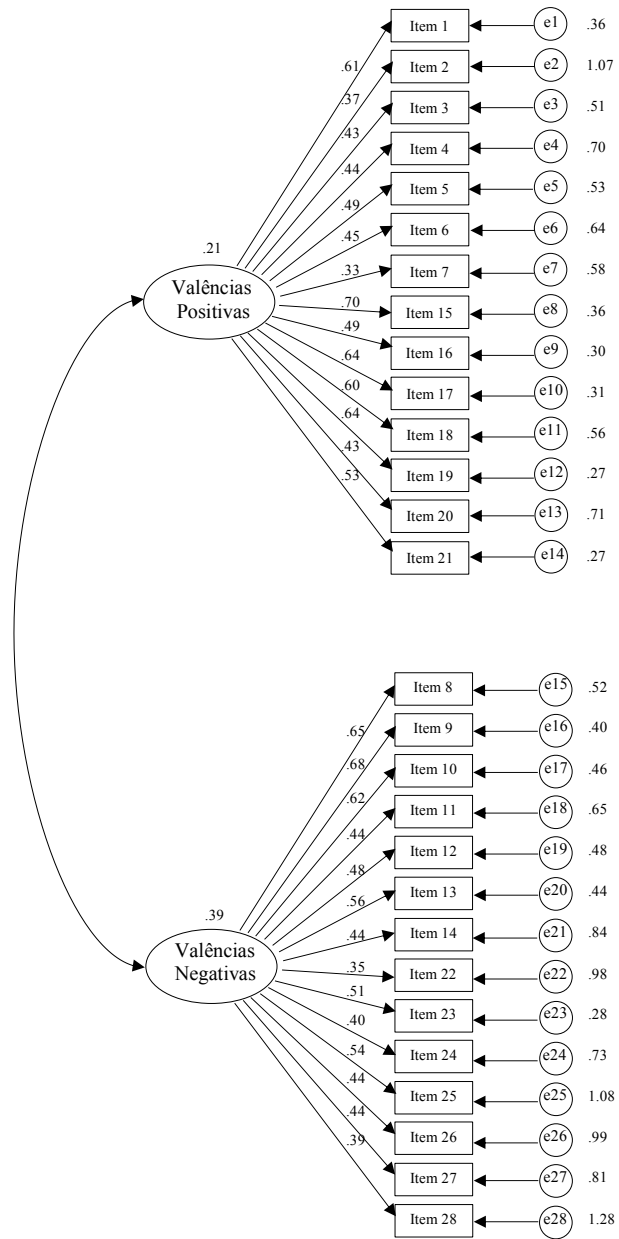 Item 1 e1 .36
.61
Item 2 e2 1.07
.37
Item 3 e3 .51
.43
Item 4 e4 .70
.44
Item 5 e5 .53
.49
Item 6 e6 .64
.45
.21
Item 7 e7 .58
.33
Valências
Positivas
Item 15 e8 .36
.70
Item 16 e9 .30
.49
Item 17 e10 .31
.64
Item 18 e11 .56
.60
Item 19 e12 .27
.64
Item 20 e13 .71
.43
Item 21 e14 .27
.53
Item 8 e15 .52
.65
Item 9 e16 .40
.68
Item 10 e17 .46
.62
Item 11 e18 .65
.44
Item 12 e19 .48
.48
Item 13 e20 .44
.56
.39
Item 14 e21 .84
.44
Valências
Negativas
Item 22 e22 .98
.35
Item 23 e23 .28
.51
Item 24 e24 .73
.40
Item 25 e25 1.08
.54
Item 26 e26 .99
.44
Item 27 e27 .81
.44
Item 28 e28 1.28
.39